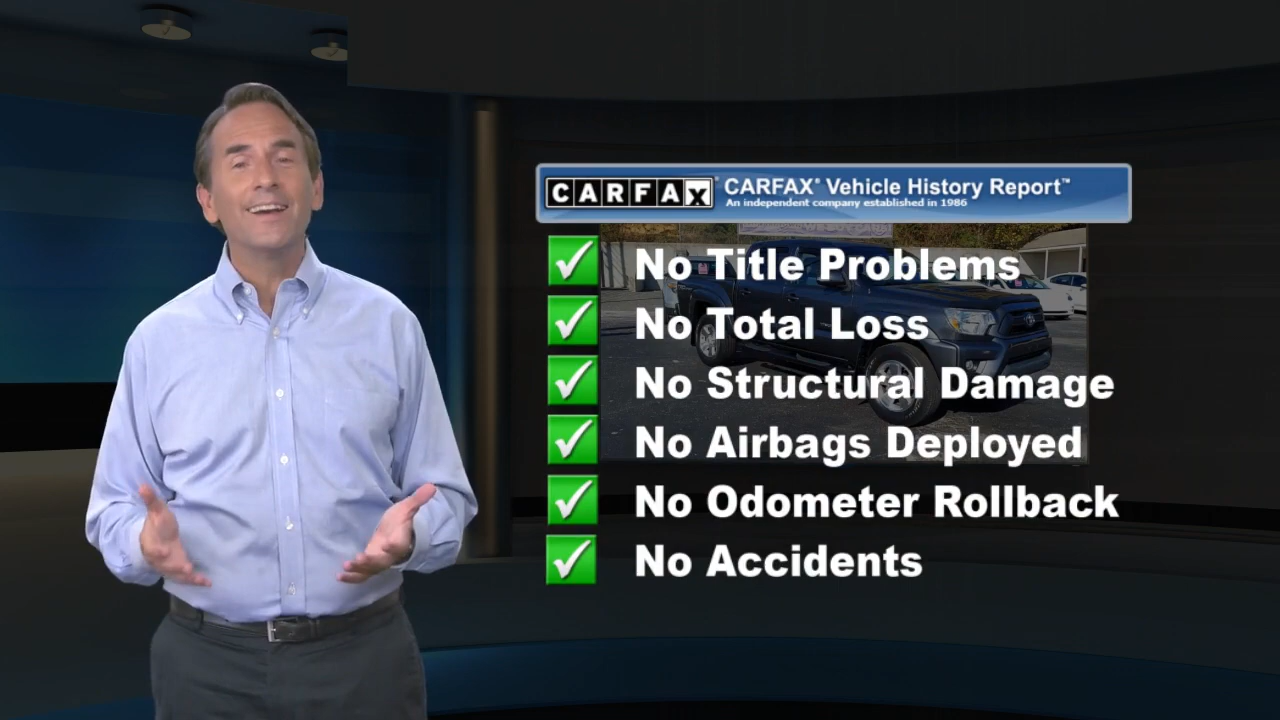 CARFAX® CARFAX® Vehicle History Report™
An independent company established in 1986
No Title Problems
No Total Loss
No Structural Damage
No Airbags Deployed
No Odometer Rollback
No Accidents